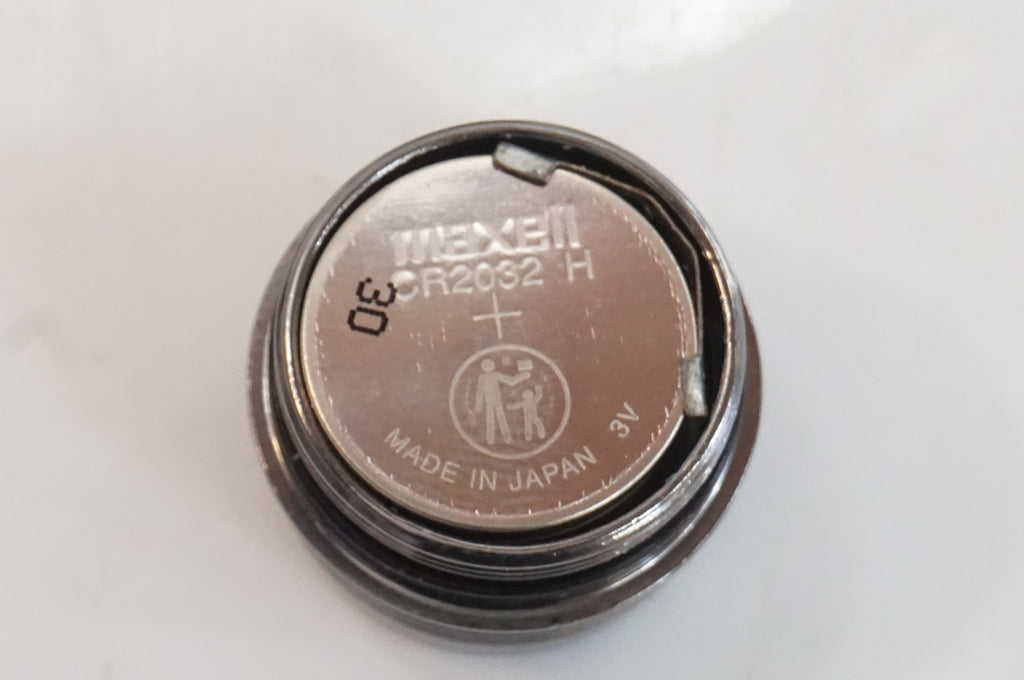 maxell
CR2032 H
30
+
MADE IN JAPAN 3V